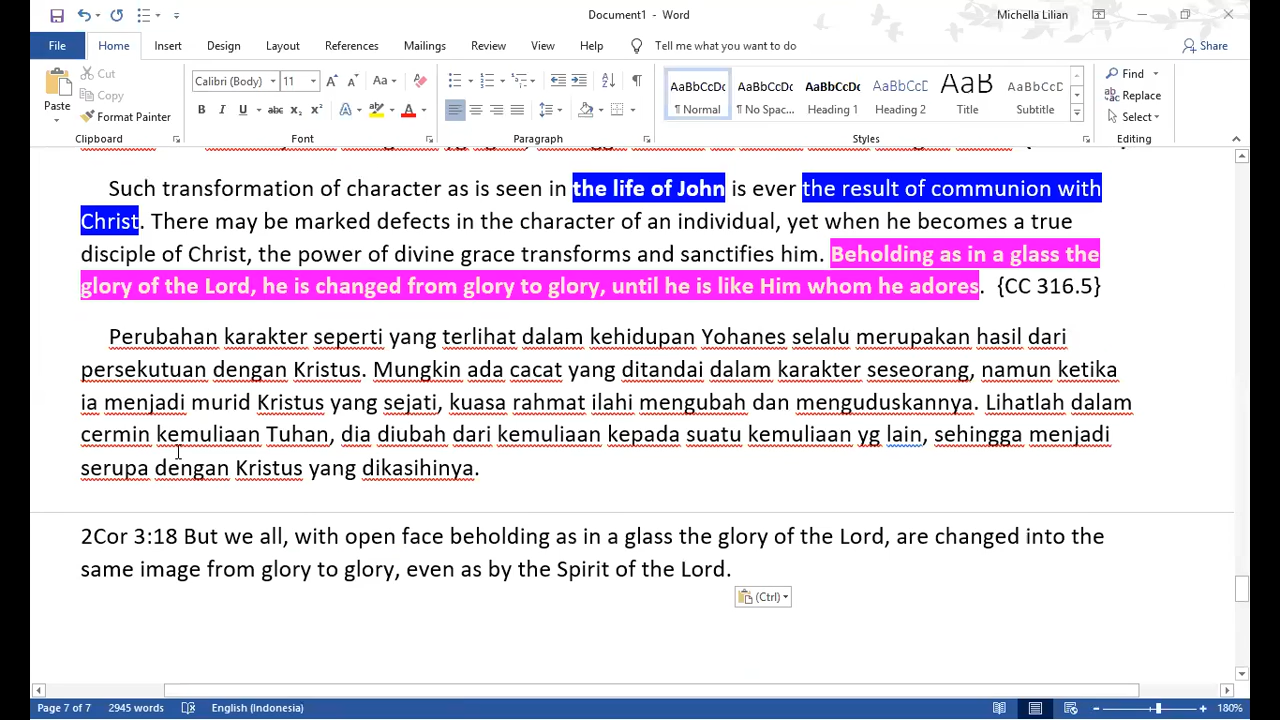 Document1 - Word
Michella Lilian
File Home Insert Design Layout References Mailings Review View Help Tell me what you want to do Share
Paste
Cut
Copy
Format Painter
Clipboard
Calibri (Body) 11
Font
Paragraph
AaBbCcDc AaBbCcDc AaBbCcDc AaBbCcC AaB AaBbCcDc
¶ Normal ¶ No Spac... Heading 1 Heading 2 Title Subtitle
Styles
Find
Replace
Select
Editing
Such transformation of character as is seen in the life of John is ever the result of communion with
Christ. There may be marked defects in the character of an individual, yet when he becomes a true
disciple of Christ, the power of divine grace transforms and sanctifies him. Beholding as in a glass the
glory of the Lord, he is changed from glory to glory, until he is like Him whom he adores. {CC 316.5}
Perubahan karakter seperti yang terlihat dalam kehidupan Yohanes selalu merupakan hasil dari
persekutuan dengan Kristus. Mungkin ada cacat yang ditandai dalam karakter seseorang, namun ketika
ia menjadi murid Kristus yang sejati, kuasa rahmat ilahi mengubah dan menguduskannya. Lihatlah dalam
cermin kemuliaan Tuhan, dia diubah dari kemuliaan kepada suatu kemuliaan yg lain, sehingga menjadi
serupa dengan Kristus yang dikasihinya.
2Cor 3:18 But we all, with open face beholding as in a glass the glory of the Lord, are changed into the
same image from glory to glory, even as by the Spirit of the Lord.
(Ctrl)
Page 7 of 7 2945 words English (Indonesia) 180%